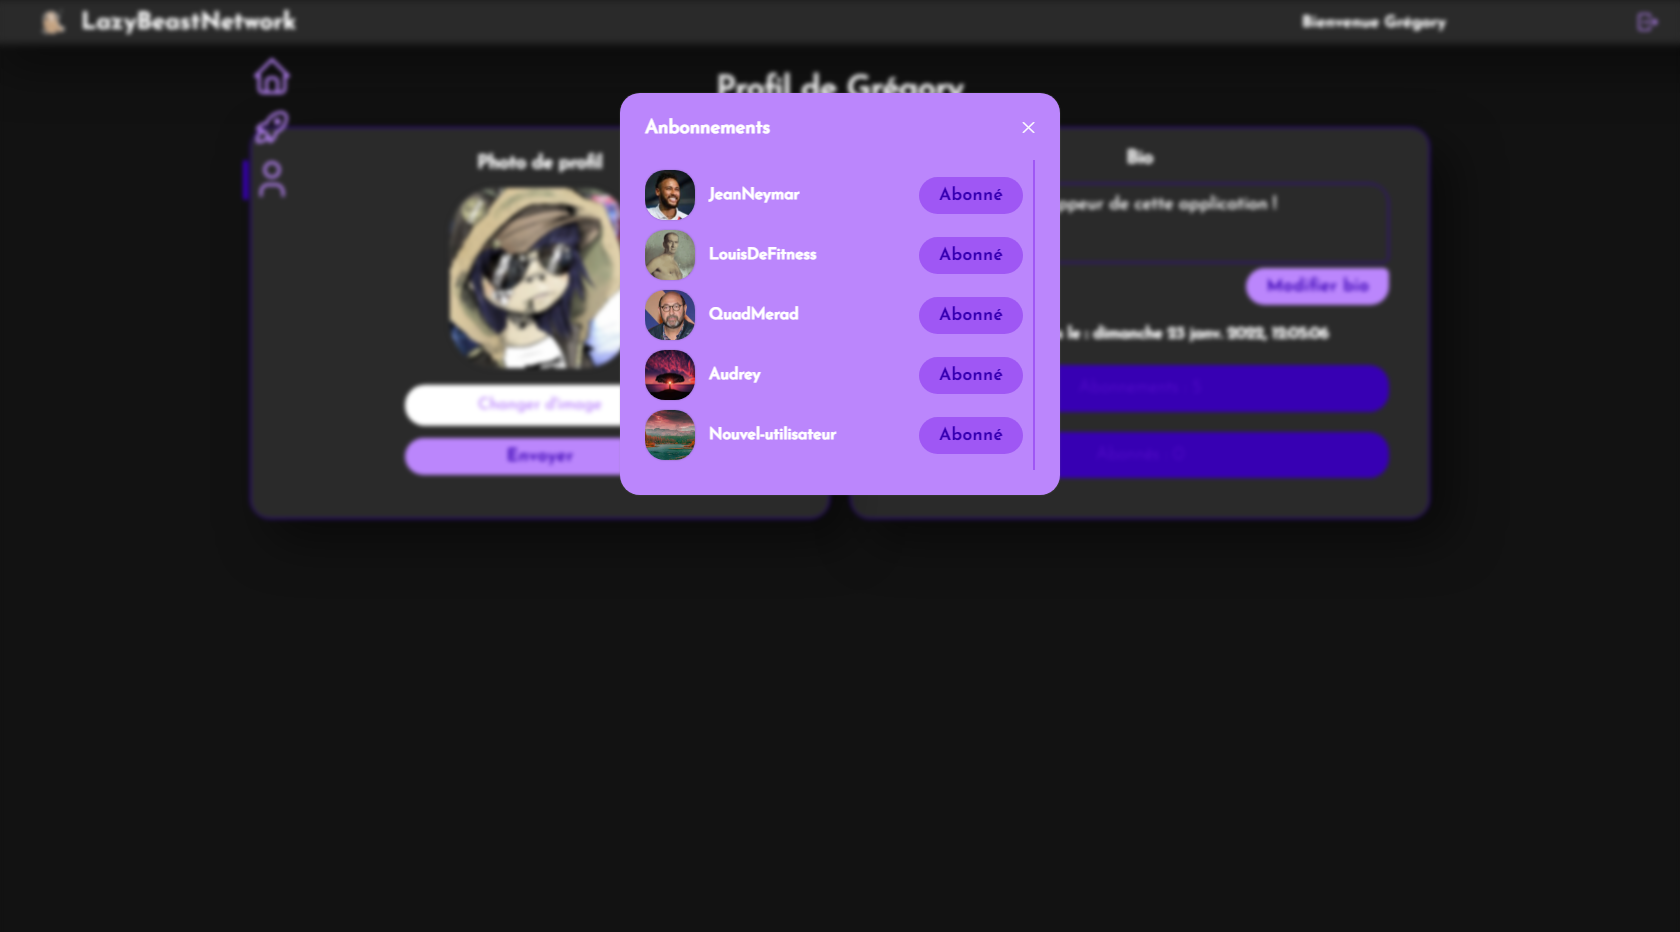 LazyBeastNetwork
Bienvenue Grégory
Profil de Grégory
Anbonnements
Photo de profil
Bio
JeanNeymar
Abonné
ppeur de cette application !
LouisDeFitness
Abonné
Modifier bio
QuadMerad
Abonné
le : dimanche 23 janv. 2022, 12:05:06
Audrey
Abonné
Changer d'image
Nouvel-utilisateur
Abonné
Envoyer